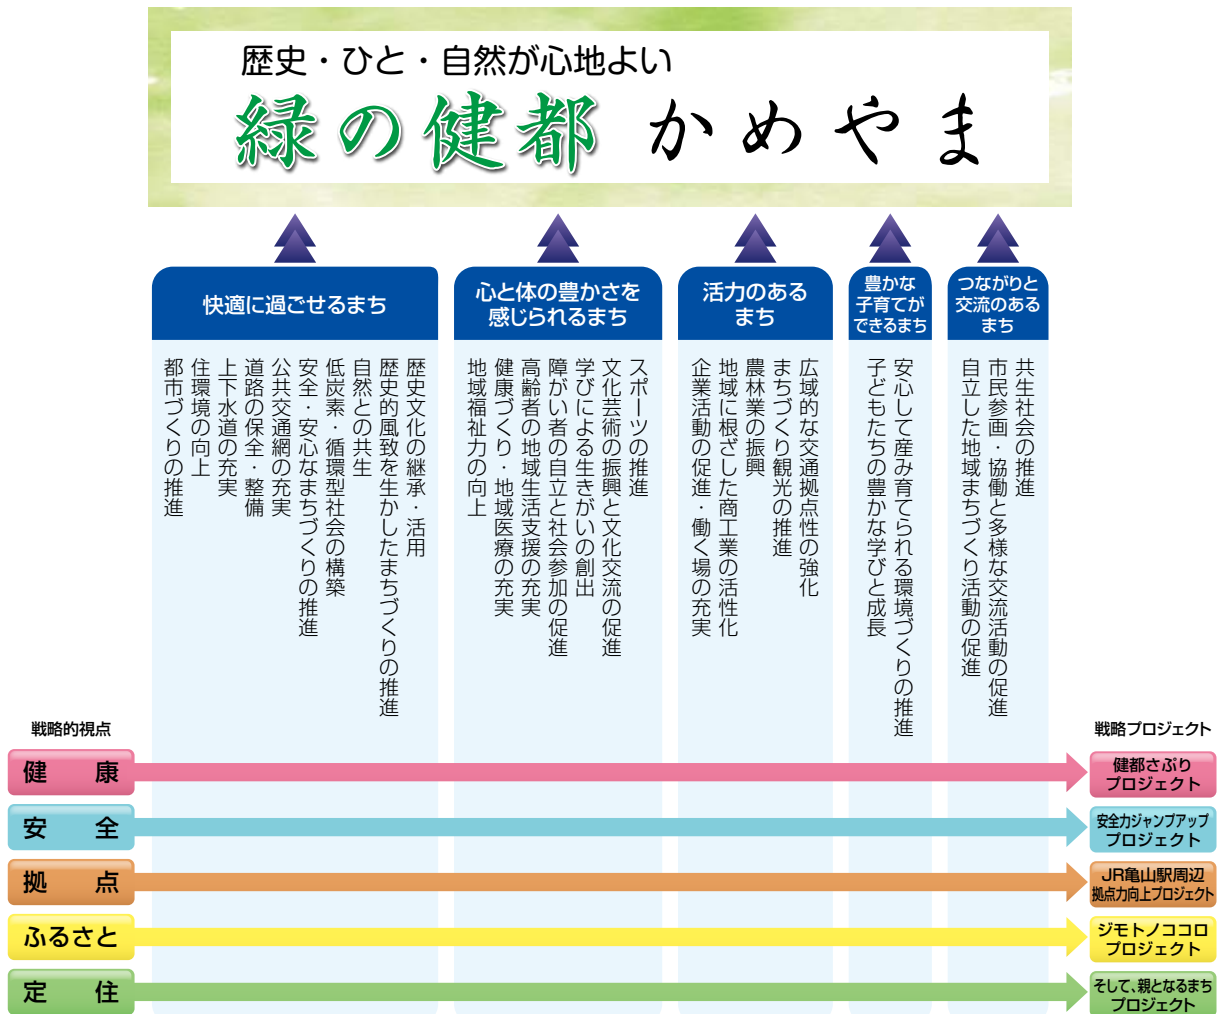 歴史・ひと・自然が心地よい
緑の健都 かめやま
快適に過ごせるまち
都市づくりの推進
住環境の向上
上下水道の充実
道路の保全・整備
公共交通網の充実
安全・安心なまちづくりの推進
低炭素・循環型社会の構築
自然との共生
歴史的風致を生かしたまちづくりの推進
歴史文化の継承・活用
心と体の豊かさを
感じられるまち
地域福祉力の向上
健康づくり・地域医療の充実
高齢者の地域生活支援の充実
障がい者の自立と社会参加の促進
学びによる生きがいの創出
文化芸術の振興と文化交流の促進
スポーツの推進
活力のある
まち
企業活動の促進・働く場の充実
地域に根ざした商工業の活性化
農林業の振興
まちづくり観光の推進
広域的な交通拠点性の強化
豊かな
子育てが
できるまち
子どもたちの豊かな学びと成長
安心して産み育てられる環境づくりの推進
つながりと
交流のある
まち
自立した地域まちづくり活動の促進
市民参画・協働と多様な交流活動の促進
共生社会の推進
戦略的視点
戦略プロジェクト
健 康
健都さぷり
プロジェクト
安 全
安全力ジャンプアップ
プロジェクト
拠 点
JR亀山駅周辺
拠点力向上プロジェクト
ふるさと
ジモトノココロ
プロジェクト
定 住
そして、親となるまち
プロジェクト